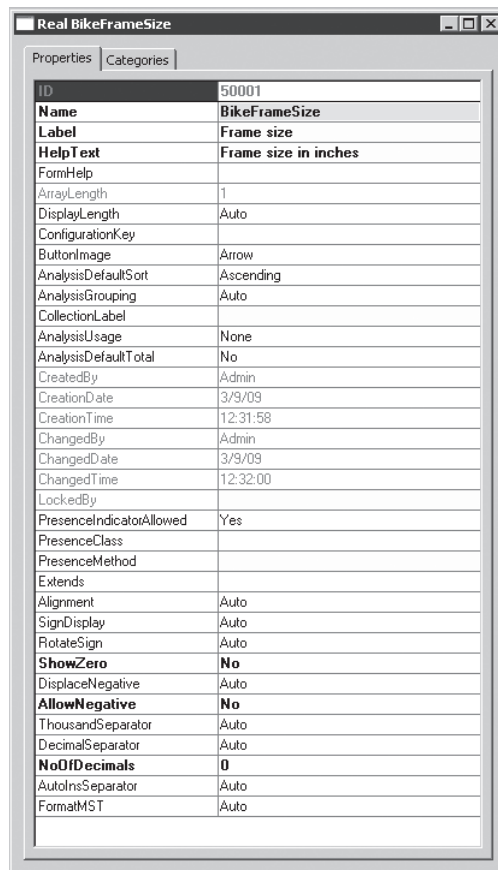 Real BikeFrameSize
Properties Categories
ID 50001
Name BikeFrameSize
Label Frame size
HelpText Frame size in inches
FormHelp
ArrayLength 1
DisplayLength Auto
ConfigurationKey
ButtonImage Arrow
AnalysisDefaultSort Ascending
AnalysisGrouping Auto
CollectionLabel
AnalysisUsage None
AnalysisDefaultTotal No
CreatedBy Admin
CreationDate 3/9/09
CreationTime 12:31:58
ChangedBy Admin
ChangedDate 3/9/09
ChangedTime 12:32:00
LockedBy
PresenceIndicatorAllowed Yes
PresenceClass
PresenceMethod
Extends
Alignment Auto
SignDisplay Auto
RotateSign Auto
ShowZero No
DisplaceNegative Auto
AllowNegative No
ThousandSeparator Auto
DecimalSeparator Auto
NoOfDecimals 0
AutoInsSeparator Auto
FormatMST Auto